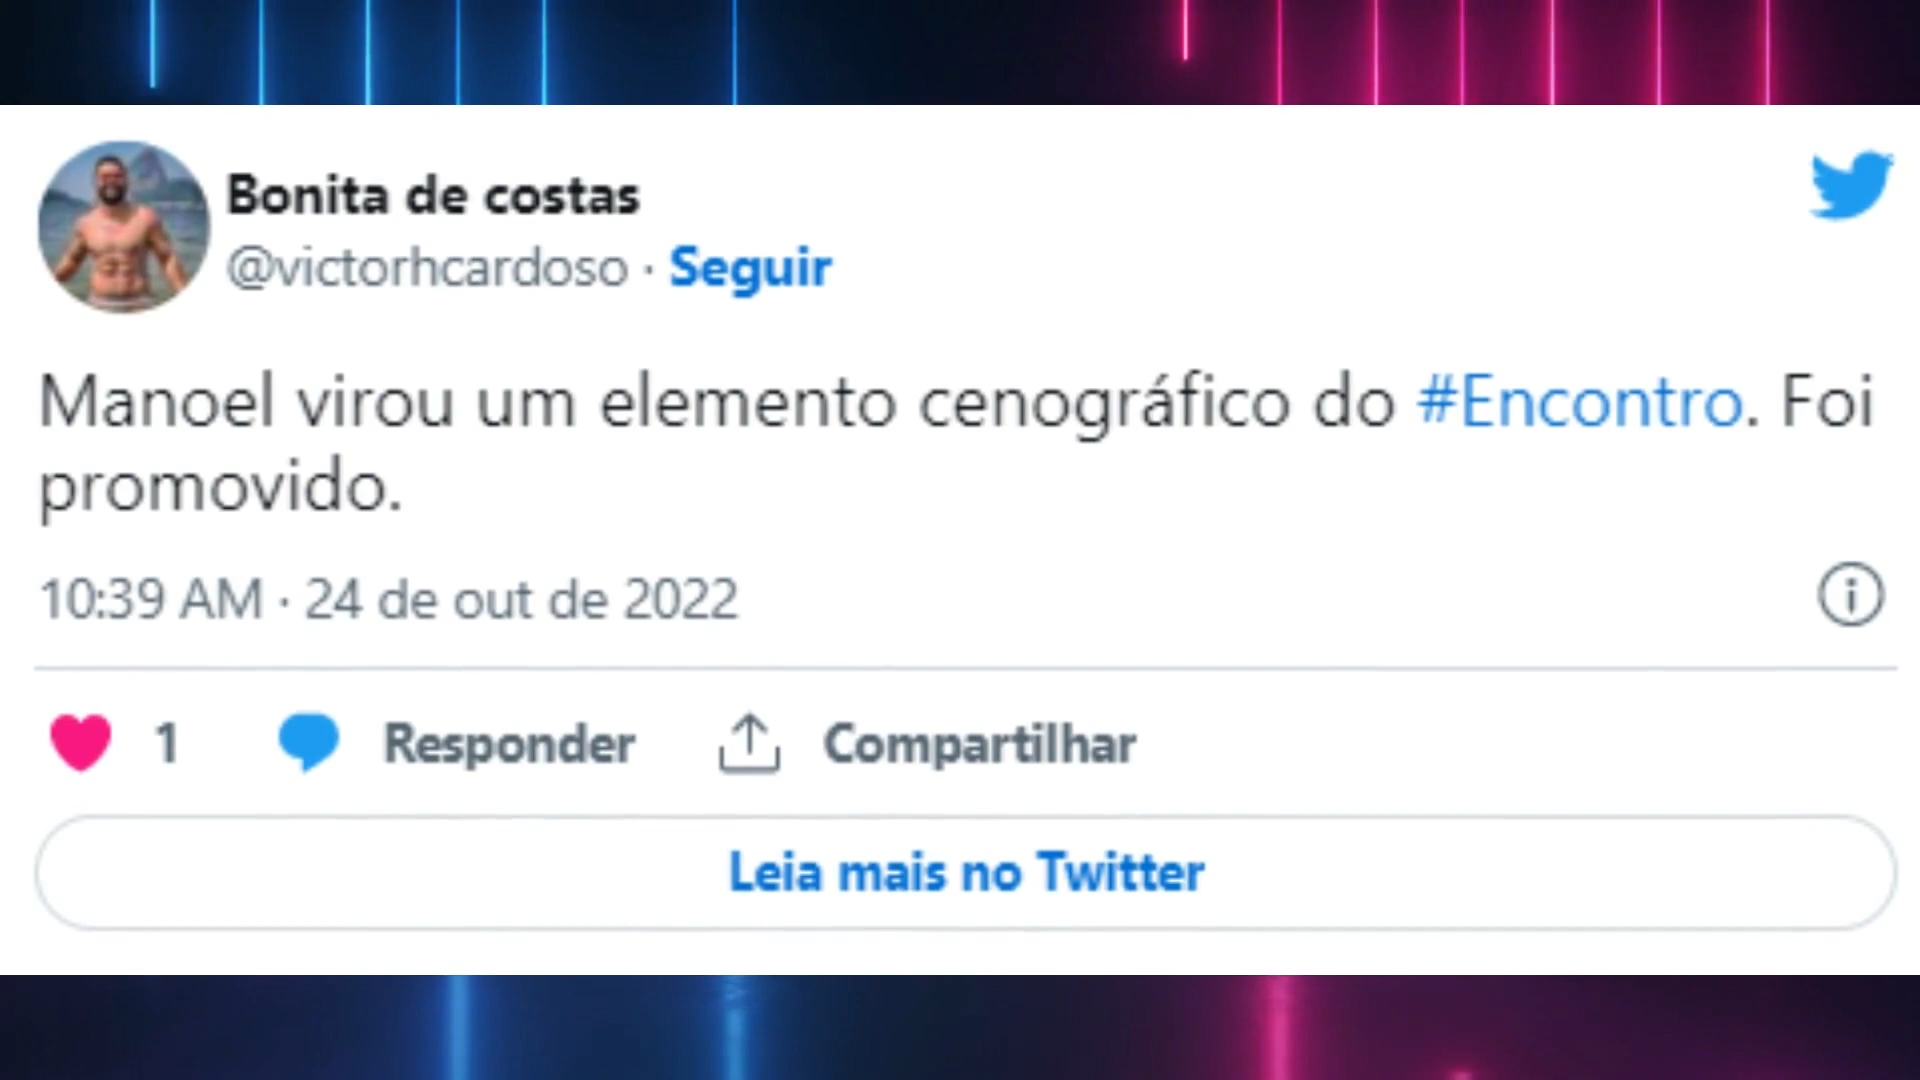 Bonita de costas
@victorhcardoso · Seguir
Manoel virou um elemento cenográfico do #Encontro. Foi
promovido.
10:39 AM · 24 de out de 2022
1 Responder Compartilhar
Leia mais no Twitter